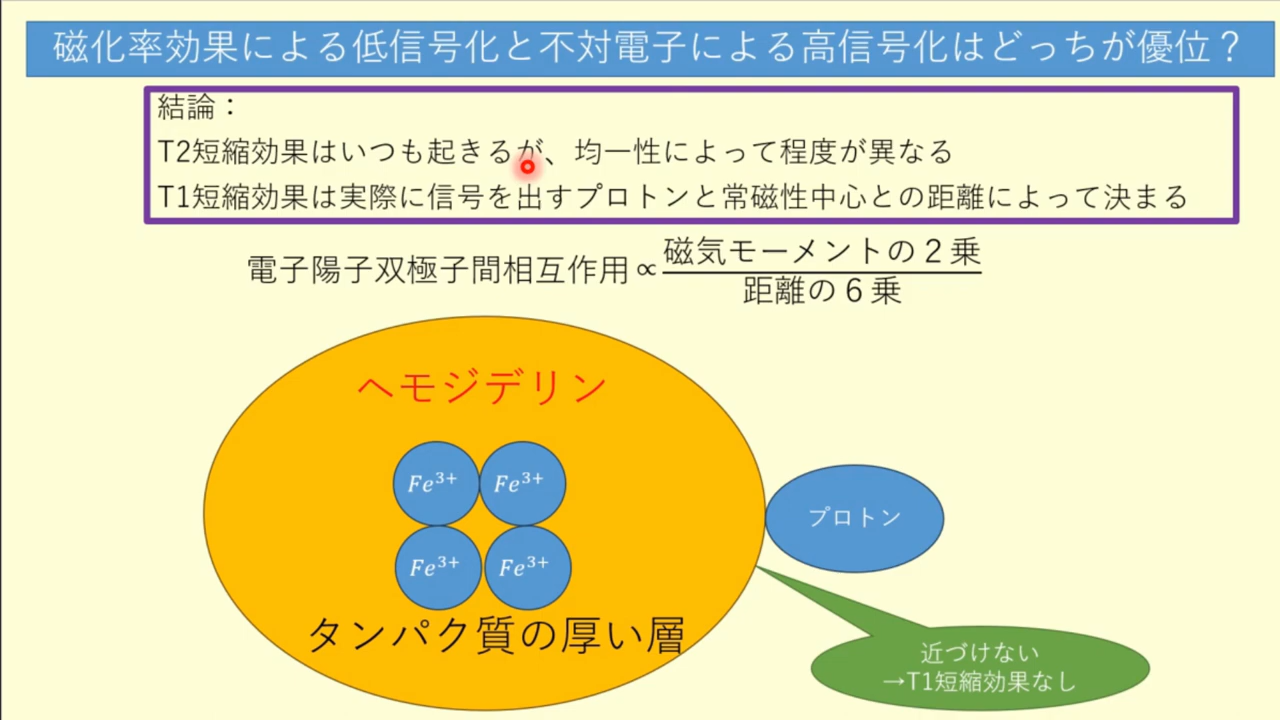 磁化率効果による低信号化と不対電子による高信号化はどっちが優位？
結論：
T2短縮効果はいつも起きるが、均一性によって程度が異なる
T1短縮効果は実際に信号を出すプロトンと常磁性中心との距離によって決まる
電子陽子双極子間相互作用∝磁気モーメントの２乗/距離の６乗
ヘモジデリン
Fe³⁺ Fe³⁺
Fe³⁺ Fe³⁺
プロトン
タンパク質の厚い層
近づけない
→T1短縮効果なし